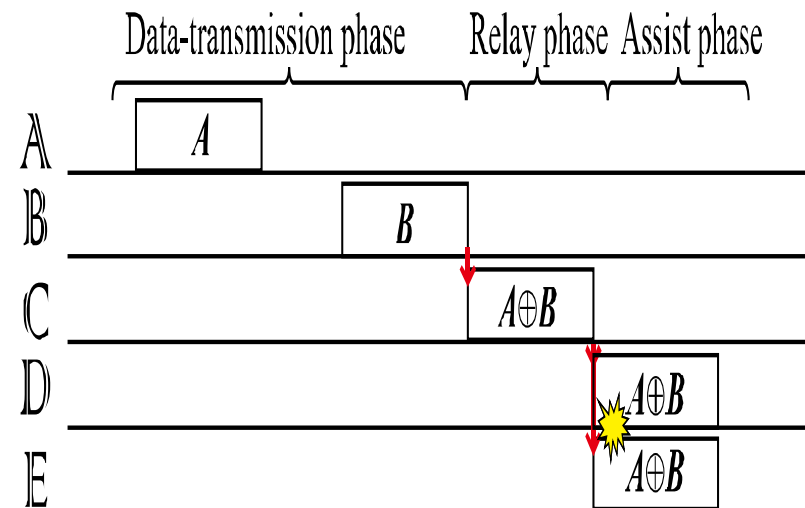 Data-transmission phase Relay phase Assist phase
A A
B B
C A⊕B
D A⊕B
E A⊕B